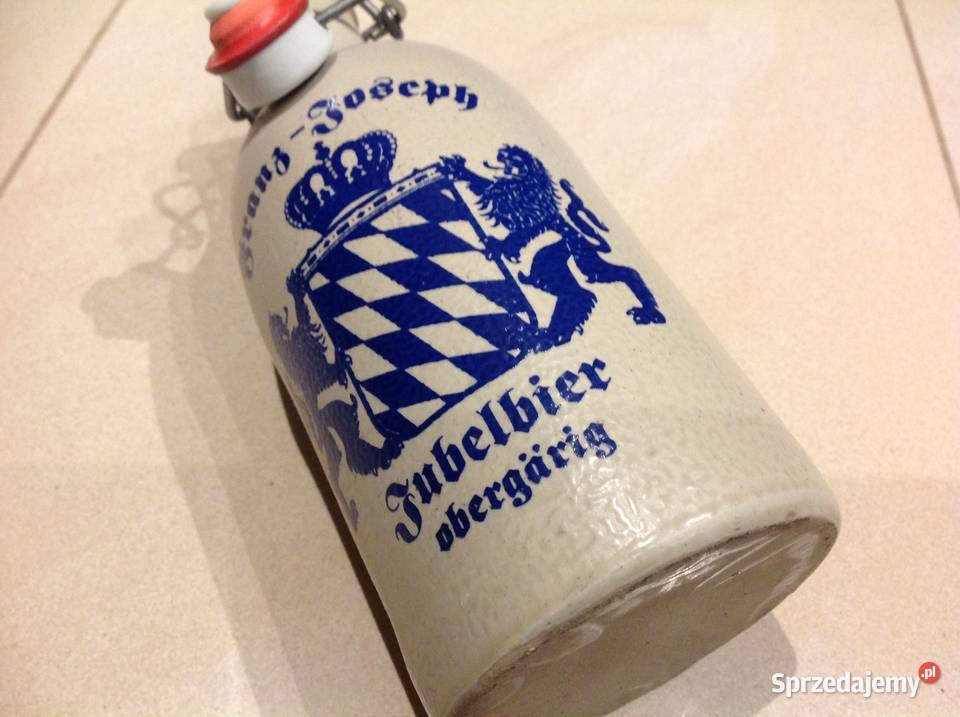 Franz-Joseph
Jubelbier
obergärig
Sprzedajemy.pl